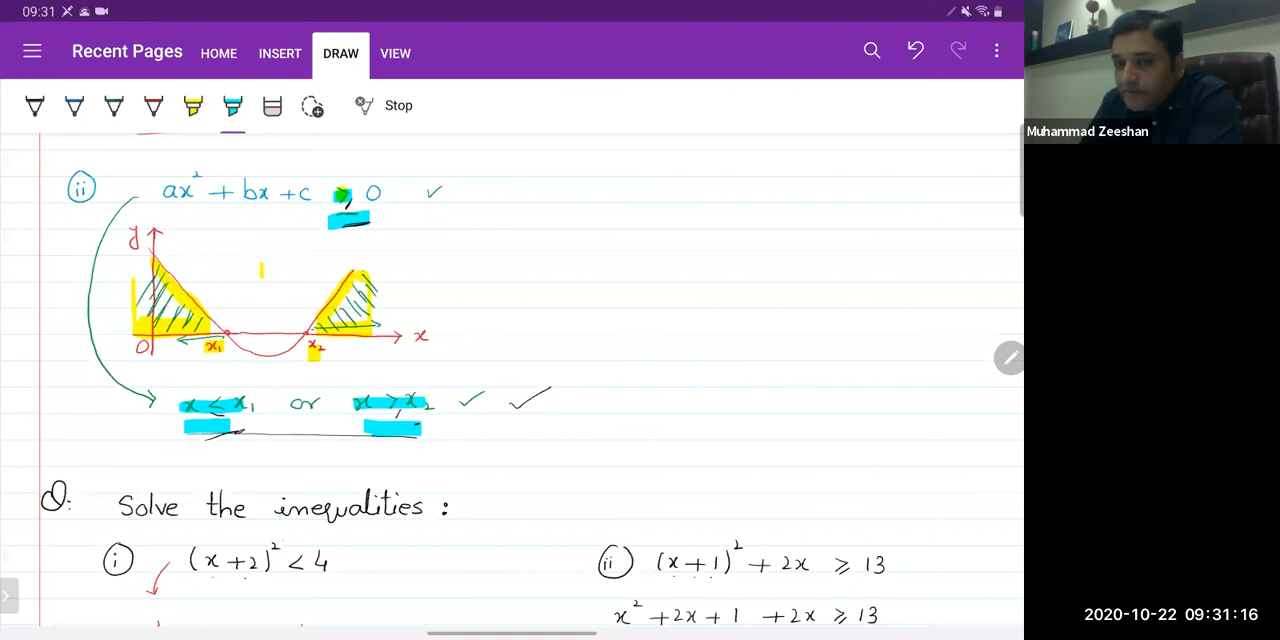 09:31
Recent Pages HOME INSERT DRAW VIEW
Stop
Muhammad Zeeshan
ii ax² + bx + c > 0 ✓
y
O x₁ x₂ x
x < x₁ or x > x₂ ✓ ✓
Q. Solve the inequalities :
i (x + 2)² < 4
ii (x + 1)² + 2x ⩾ 13
x² + 2x + 1 + 2x ⩾ 13
2020-10-22 09:31:16